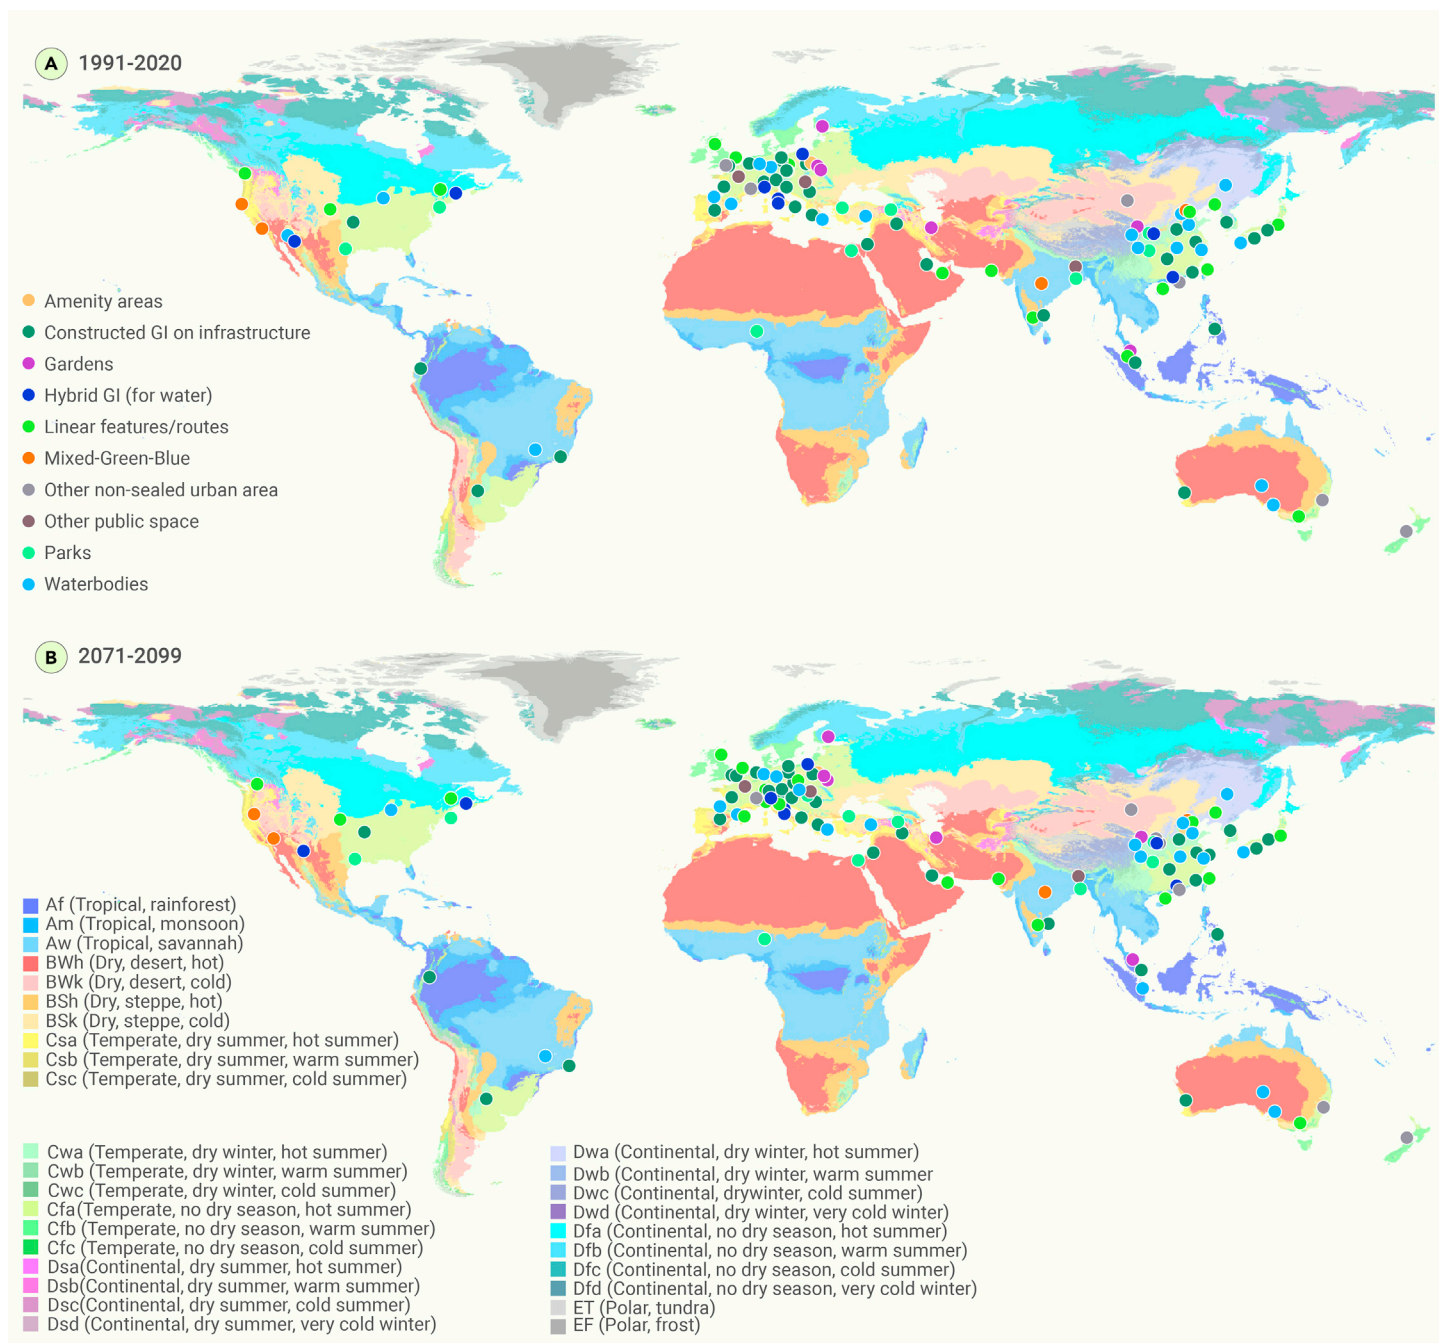 A 1991-2020
Amenity areas
Constructed GI on infrastructure
Gardens
Hybrid GI (for water)
Linear features/routes
Mixed-Green-Blue
Other non-sealed urban area
Other public space
Parks
Waterbodies
B 2071-2099
Af (Tropical, rainforest)
Am (Tropical, monsoon)
Aw (Tropical, savannah)
BWh (Dry, desert, hot)
BWk (Dry, desert, cold)
BSh (Dry, steppe, hot)
BSk (Dry, steppe, cold)
Csa (Temperate, dry summer, hot summer)
Csb (Temperate, dry summer, warm summer)
Csc (Temperate, dry summer, cold summer)
Cwa (Temperate, dry winter, hot summer)
Cwb (Temperate, dry winter, warm summer)
Cwc (Temperate, dry winter, cold summer)
Cfa(Temperate, no dry season, hot summer)
Cfb (Temperate, no dry season, warm summer)
Cfc (Temperate, no dry season, cold summer)
Dsa(Continental, dry summer, hot summer)
Dsb(Continental, dry summer, warm summer)
Dsc(Continental, dry summer, cold summer)
Dsd (Continental, dry summer, very cold winter)
Dwa (Continental, dry winter, hot summer)
Dwb (Continental, dry winter, warm summer
Dwc (Continental, drywinter, cold summer)
Dwd (Continental, dry winter, very cold winter)
Dfa (Continental, no dry season, hot summer)
Dfb (Continental, no dry season, warm summer)
Dfc (Continental, no dry season, cold summer)
Dfd (Continental, no dry season, very cold winter)
ET (Polar, tundra)
EF (Polar, frost)